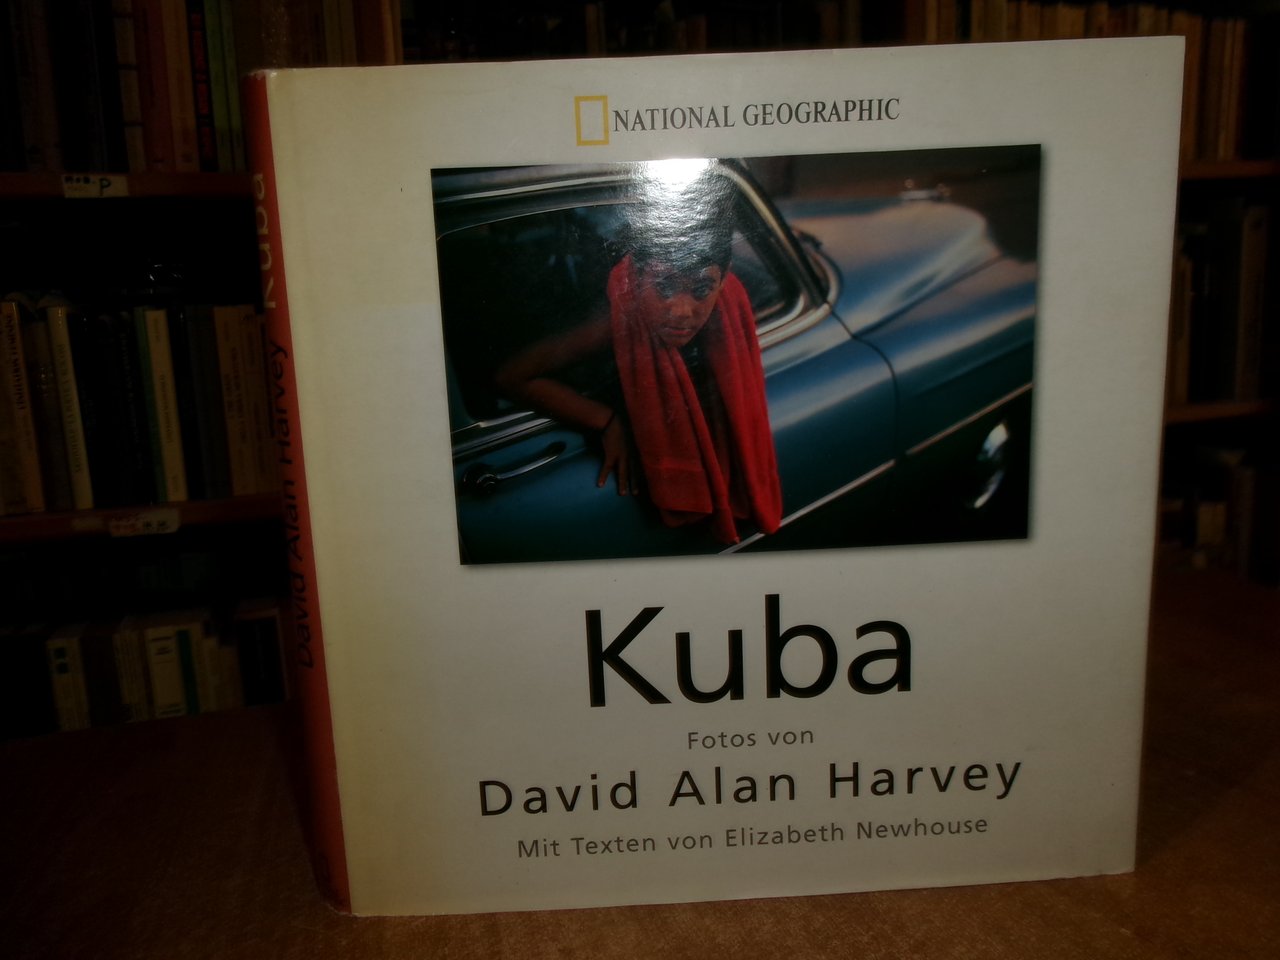 NATIONAL GEOGRAPHIC
Kuba
Fotos von
David Alan Harvey
Mit Texten von Elizabeth Newhouse
David Alan Harvey Kuba